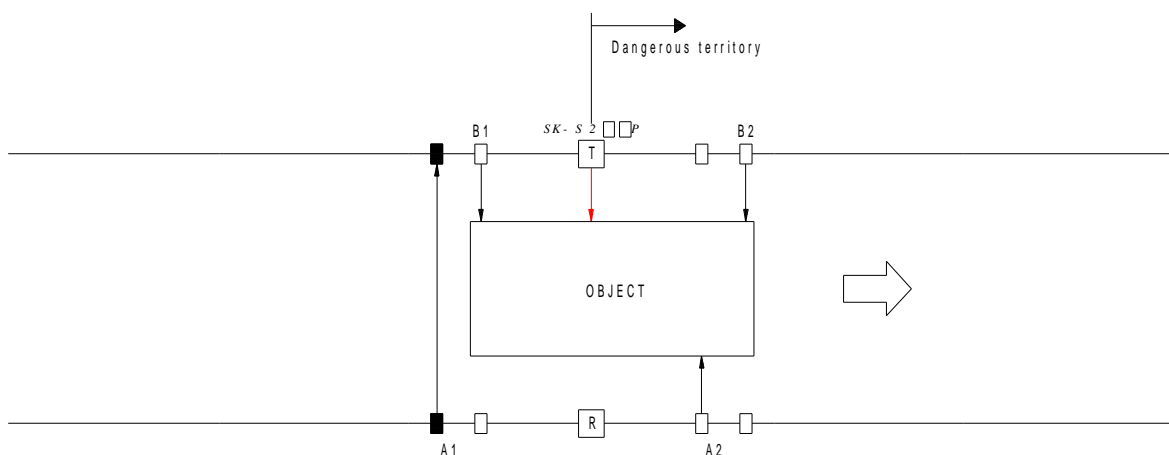 Dangerous territory
SK- S 2 □□P
B1
B2
T
OBJECT
R
A1
A2